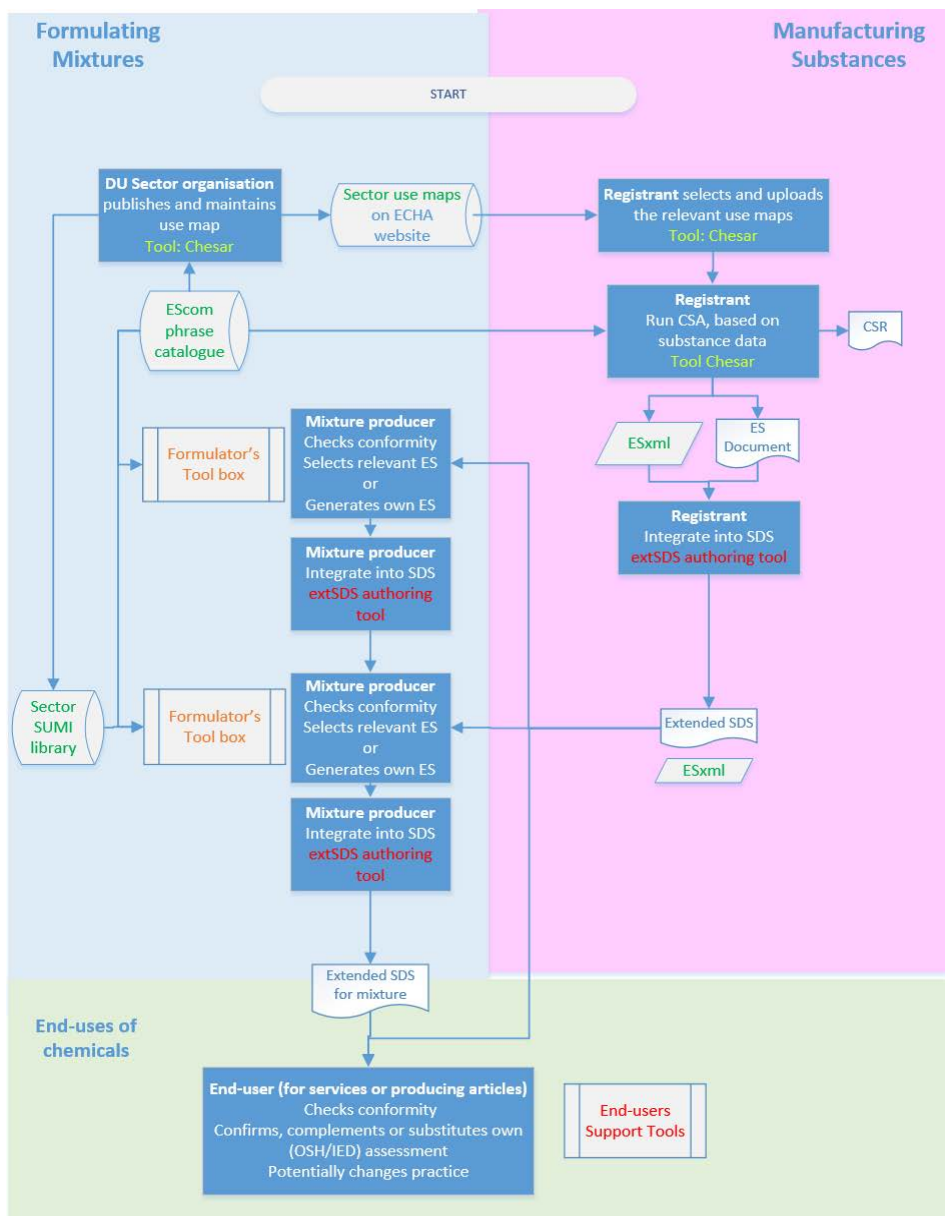 Formulating
Mixtures
Manufacturing
Substances
START
DU Sector organisation
publishes and maintains
use map
Tool: Chesar
Sector use maps
on ECHA
website
Registrant selects and uploads
the relevant use maps
Tool: Chesar
EScom
phrase
catalogue
Registrant
Run CSA, based on
substance data
Tool Chesar
CSR
ESxml
ES
Document
Formulator's
Tool box
Mixture producer
Checks conformity
Selects relevant ES
or
Generates own ES
Registrant
Integrate into SDS
extSDS authoring tool
Mixture producer
Integrate into SDS
extSDS authoring
tool
Sector
SUMI
library
Formulator's
Tool box
Mixture producer
Checks conformity
Selects relevant ES
or
Generates own ES
Extended SDS
ESxml
Mixture producer
Integrate into SDS
extSDS authoring
tool
Extended SDS
for mixture
End-uses of
chemicals
End-user (for services or producing articles)
Checks conformity
Confirms, complements or substitutes own
(OSH/IED) assessment
Potentially changes practice
End-users
Support Tools